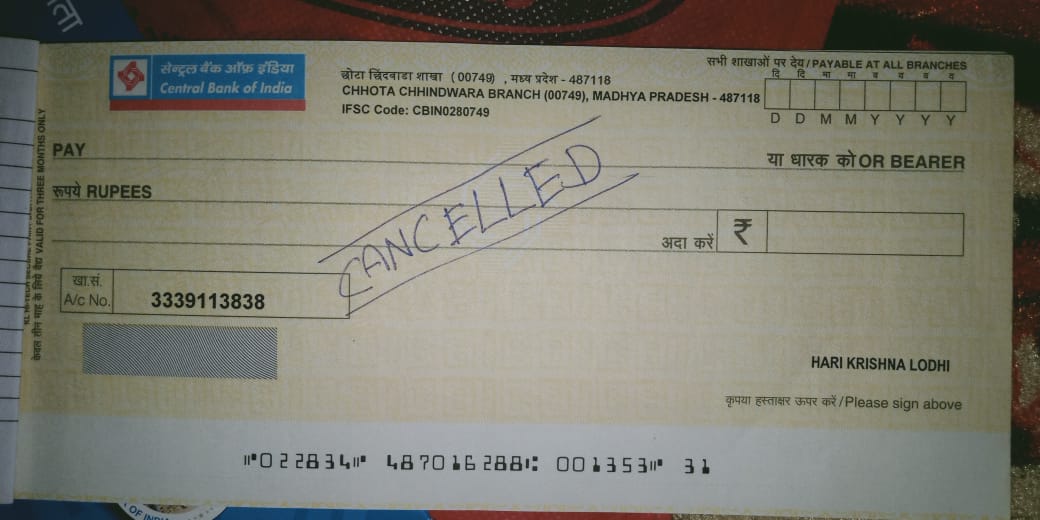 सेन्ट्रल बैंक ऑफ़ इंडिया
Central Bank of India
छोटा छिंदवाडा शाखा (00749) , मध्य प्रदेश - 487118
CHHOTA CHHINDWARA BRANCH (00749), MADHYA PRADESH - 487118
IFSC Code: CBIN0280749
सभी शाखाओं पर देय/PAYABLE AT ALL BRANCHES
दि दि मा मा व व व व
D D M M Y Y Y Y
PAY
या धारक को OR BEARER
रूपये RUPEES
अदा करें ₹
CANCELLED
खा.सं.
A/c No. 3339113838
HARI KRISHNA LODHI
कृपया हस्ताक्षर ऊपर करें/Please sign above
⑈022834⑈ 487016288⑆ 001353⑈ 31
केवल तीन माह के लिये वैध VALID FOR THREE MONTHS ONLY
OF INDIA